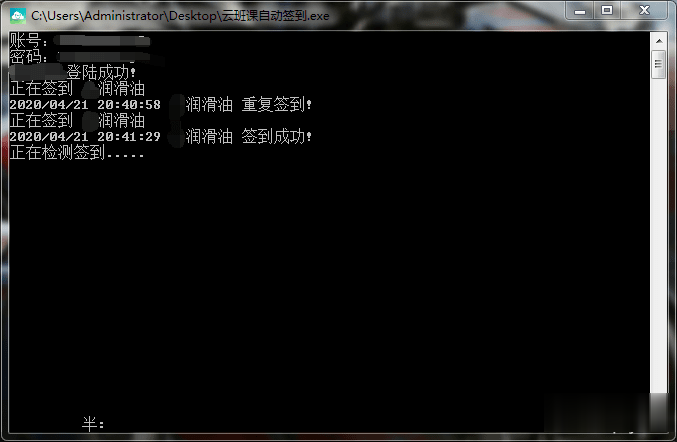 C:\Users\Administrator\Desktop\云班课自动签到.exe
账号:
密码:
登陆成功!
正在签到 润滑油
2020/04/21 20:40:58 润滑油 重复签到!
正在签到 润滑油
2020/04/21 20:41:29 润滑油 签到成功!
正在检测签到.....
半: